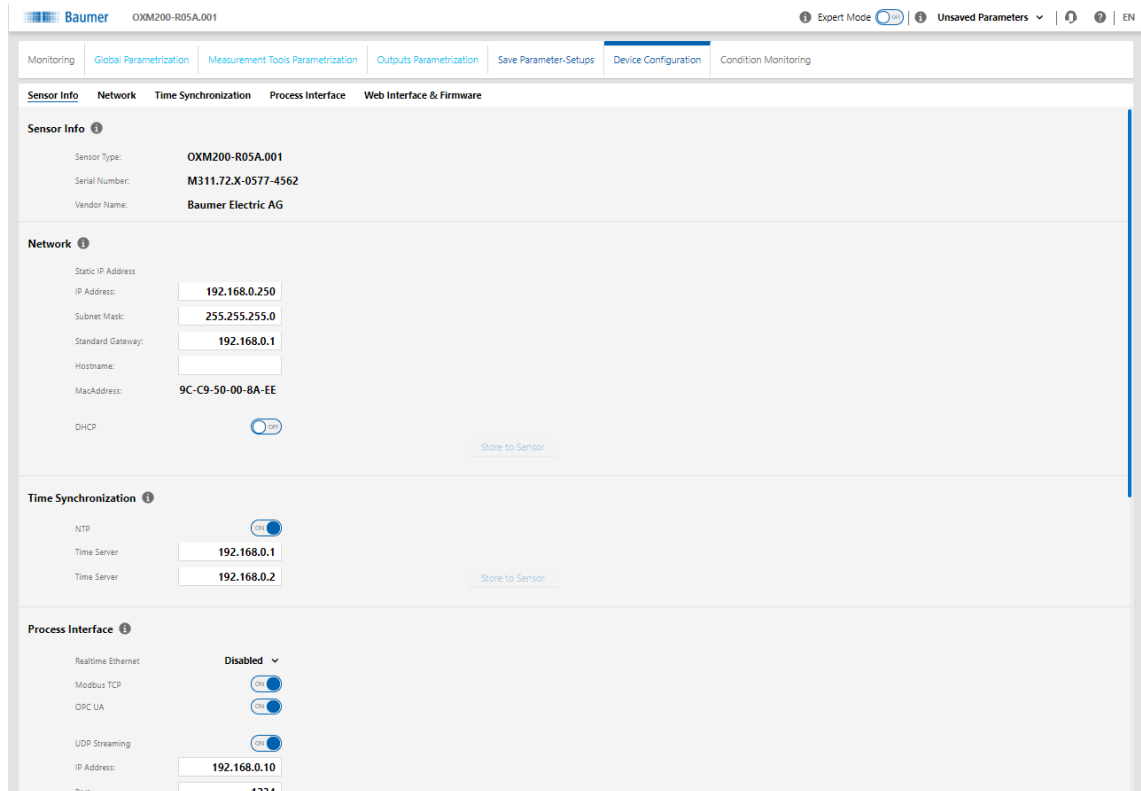 Baumer OXM200-R05A.001 Expert Mode OFF Unsaved Parameters EN
Monitoring Global Parametrization Measurement Tools Parametrization Outputs Parametrization Save Parameter-Setups Device Configuration Condition Monitoring
Sensor Info Network Time Synchronization Process Interface Web Interface & Firmware
Sensor Info
Sensor Type: OXM200-R05A.001
Serial Number: M311.72.X-0577-4562
Vendor Name: Baumer Electric AG
Network
Static IP Address
IP Address: 192.168.0.250
Subnet Mask: 255.255.255.0
Standard Gateway: 192.168.0.1
Hostname:
MacAddress: 9C-C9-50-00-8A-EE
DHCP OFF
Store to Sensor
Time Synchronization
NTP ON
Time Server 192.168.0.1
Time Server 192.168.0.2 Store to Sensor
Process Interface
Realtime Ethernet Disabled
Modbus TCP ON
OPC UA ON
UDP Streaming ON
IP Address: 192.168.0.10